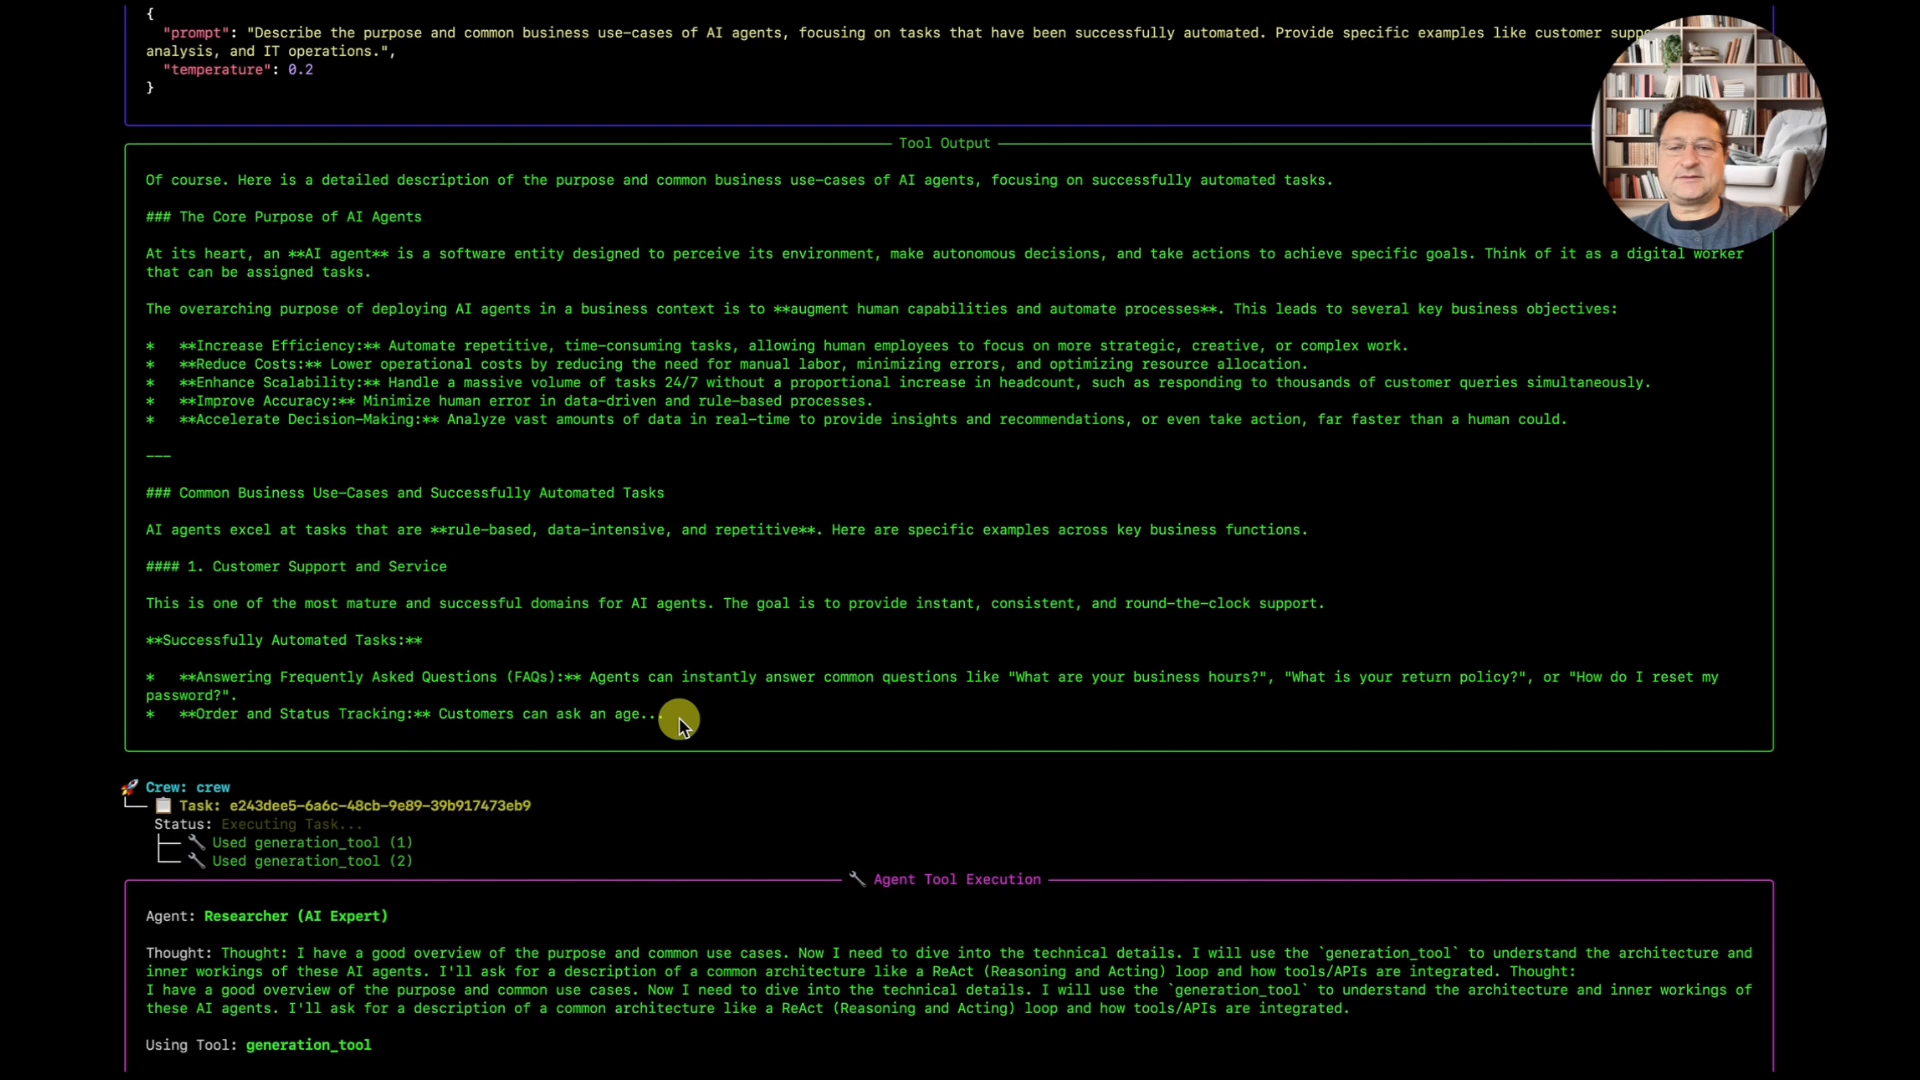 {
"prompt": "Describe the purpose and common business use-cases of AI agents, focusing on tasks that have been successfully automated. Provide specific examples like customer
analysis, and IT operations.",
"temperature": 0.2
}
Tool Output
Of course. Here is a detailed description of the purpose and common business use-cases of AI agents, focusing on successfully automated tasks.
### The Core Purpose of AI Agents
At its heart, an **AI agent** is a software entity designed to perceive its environment, make autonomous decisions, and take actions to achieve specific goals. Think of it as a digital worker
that can be assigned tasks.
The overarching purpose of deploying AI agents in a business context is to **augment human capabilities and automate processes**. This leads to several key business objectives:
* **Increase Efficiency:** Automate repetitive, time-consuming tasks, allowing human employees to focus on more strategic, creative, or complex work.
* **Reduce Costs:** Lower operational costs by reducing the need for manual labor, minimizing errors, and optimizing resource allocation.
* **Enhance Scalability:** Handle a massive volume of tasks 24/7 without a proportional increase in headcount, such as responding to thousands of customer queries simultaneously.
* **Improve Accuracy:** Minimize human error in data-driven and rule-based processes.
* **Accelerate Decision-Making:** Analyze vast amounts of data in real-time to provide insights and recommendations, or even take action, far faster than a human could.
---
### Common Business Use-Cases and Successfully Automated Tasks
AI agents excel at tasks that are **rule-based, data-intensive, and repetitive**. Here are specific examples across key business functions.
#### 1. Customer Support and Service
This is one of the most mature and successful domains for AI agents. The goal is to provide instant, consistent, and round-the-clock support.
**Successfully Automated Tasks:**
* **Answering Frequently Asked Questions (FAQs):** Agents can instantly answer common questions like "What are your business hours?", "What is your return policy?", or "How do I reset my
password?".
* **Order and Status Tracking:** Customers can ask an age...
Crew: crew
Task: e243dee5-6a6c-48cb-9e89-39b917473eb9
Status: Executing Task...
Used generation_tool (1)
Used generation_tool (2)
Agent Tool Execution
Agent: Researcher (AI Expert)
Thought: Thought: I have a good overview of the purpose and common use cases. Now I need to dive into the technical details. I will use the `generation_tool` to understand the architecture and
inner workings of these AI agents. I'll ask for a description of a common architecture like a ReAct (Reasoning and Acting) loop and how tools/APIs are integrated. Thought:
I have a good overview of the purpose and common use cases. Now I need to dive into the technical details. I will use the `generation_tool` to understand the architecture and inner workings of
these AI agents. I'll ask for a description of a common architecture like a ReAct (Reasoning and Acting) loop and how tools/APIs are integrated.
Using Tool: generation_tool